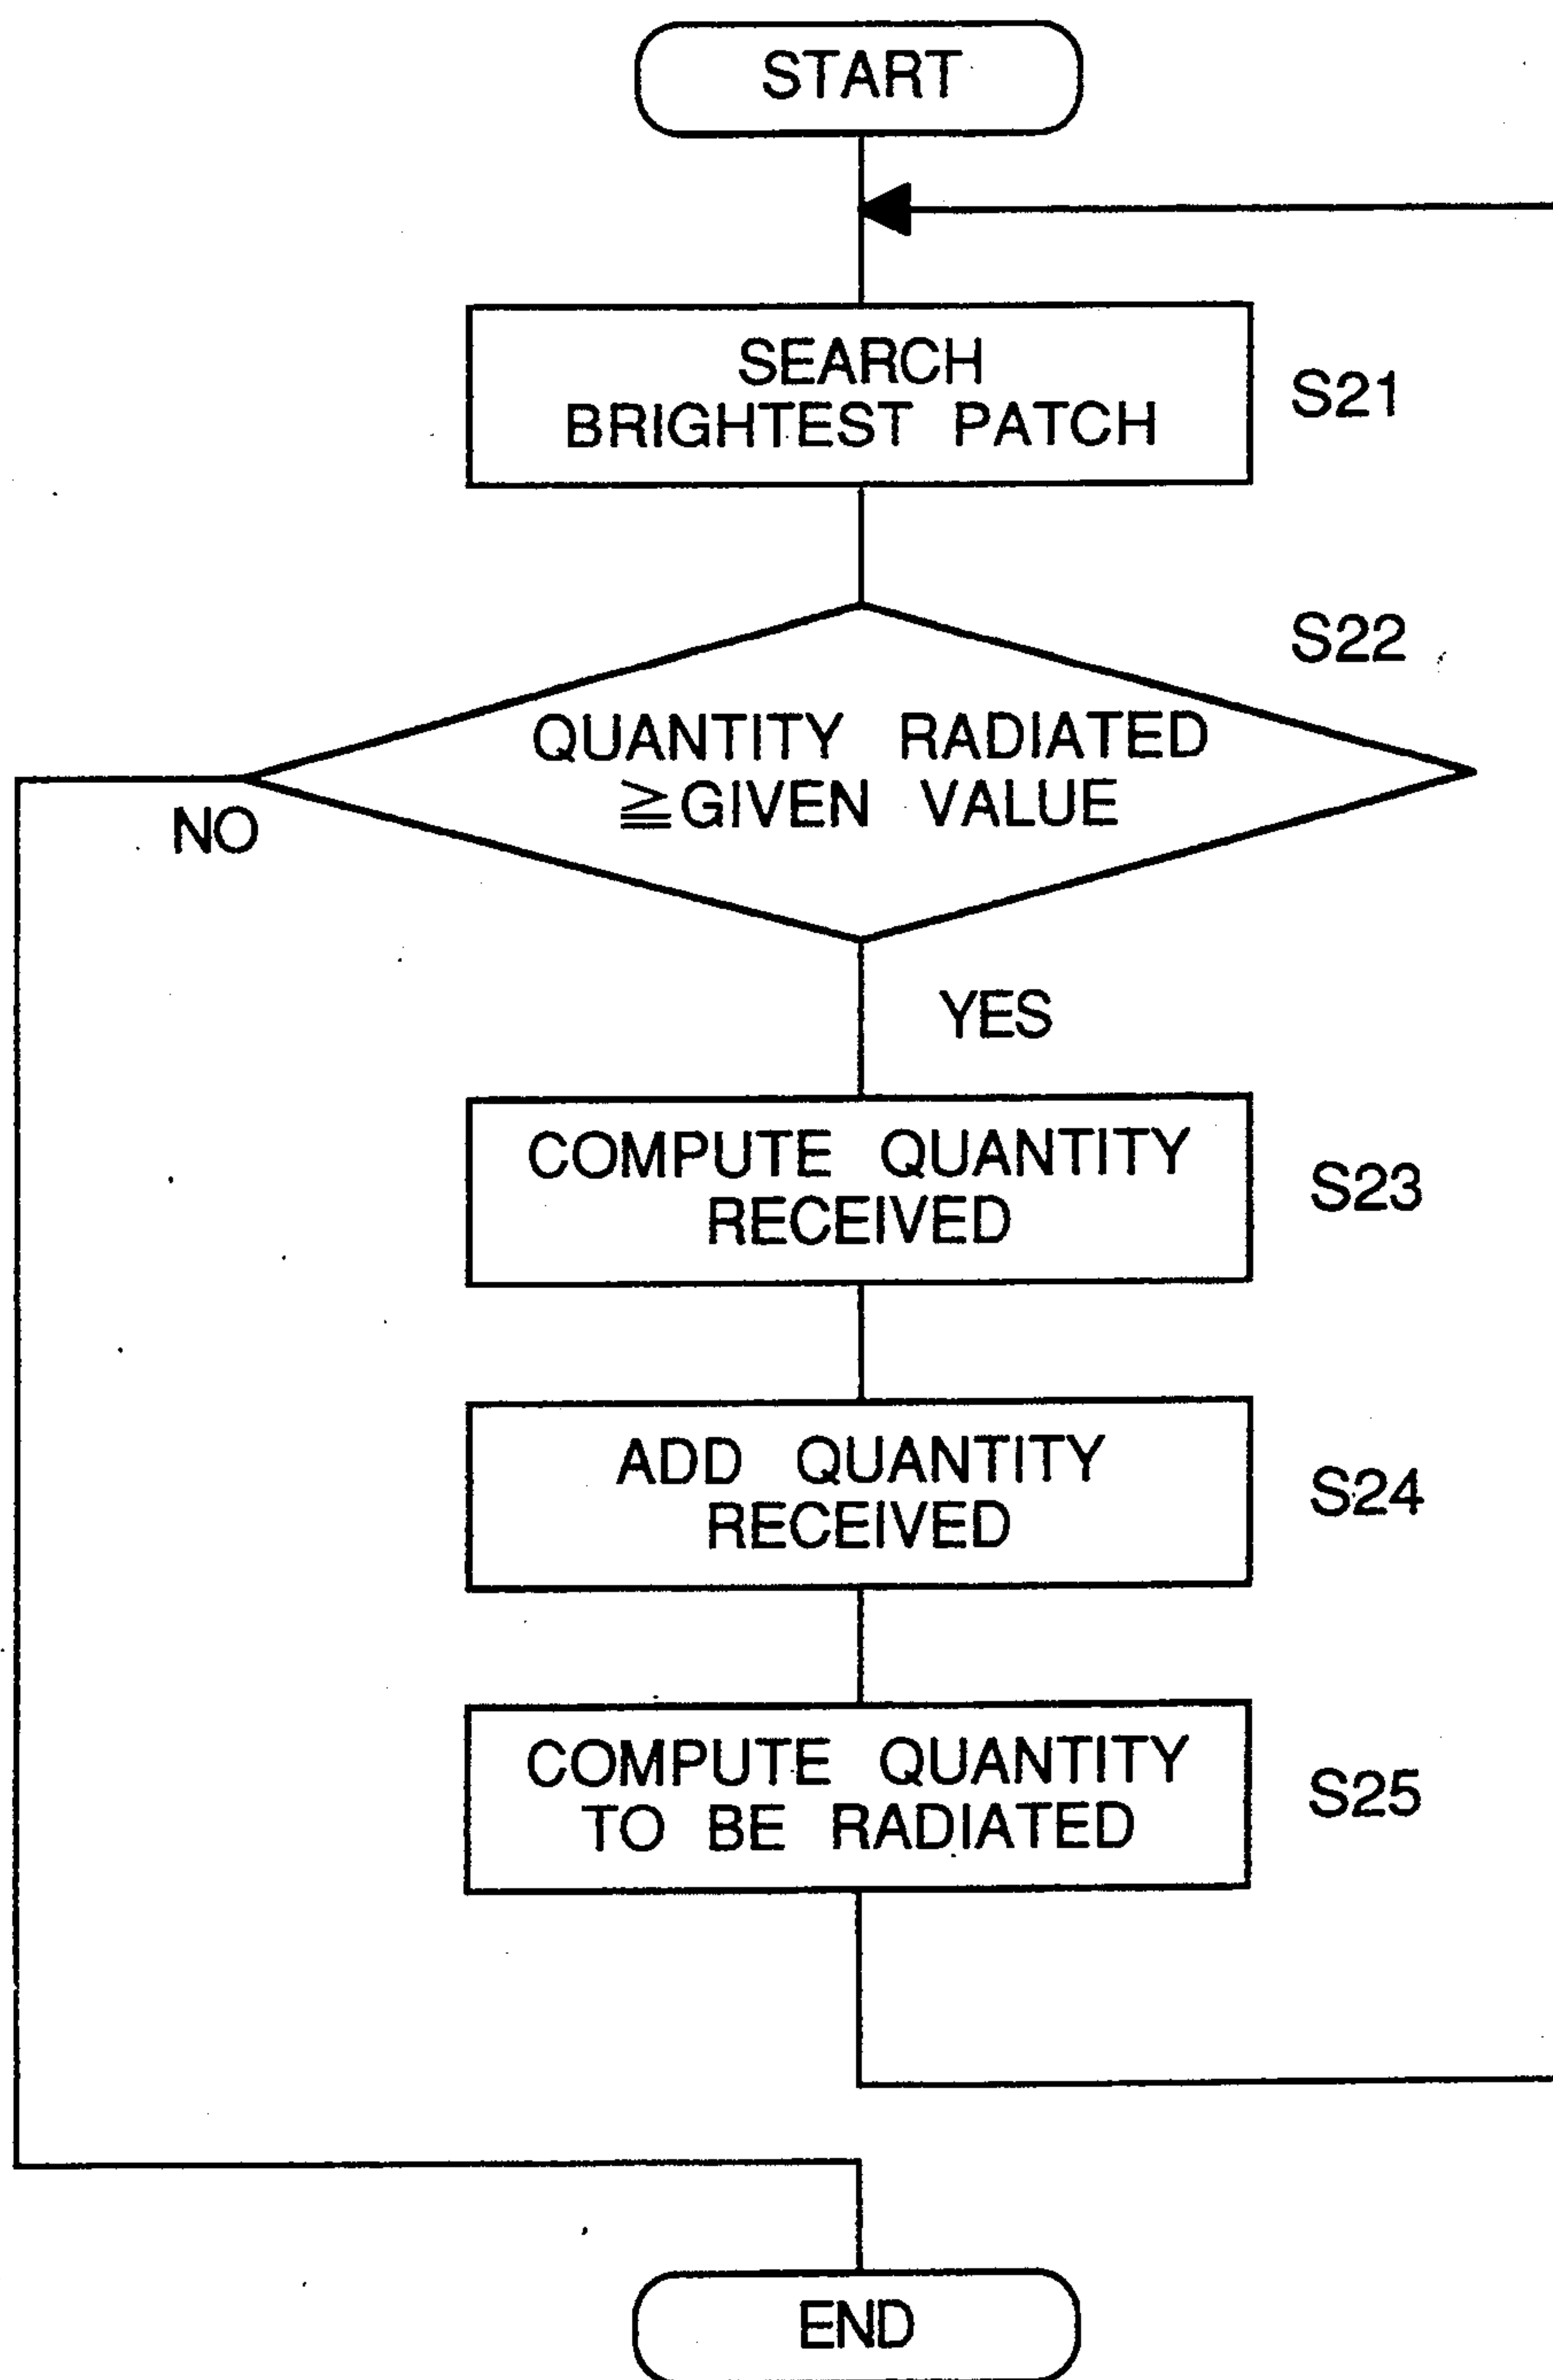 START
SEARCH
BRIGHTEST PATCH
S21
S22
QUANTITY RADIATED
≧GIVEN VALUE
NO
YES
COMPUTE QUANTITY
RECEIVED
S23
ADD QUANTITY
RECEIVED
S24
COMPUTE QUANTITY
TO BE RADIATED
S25
END